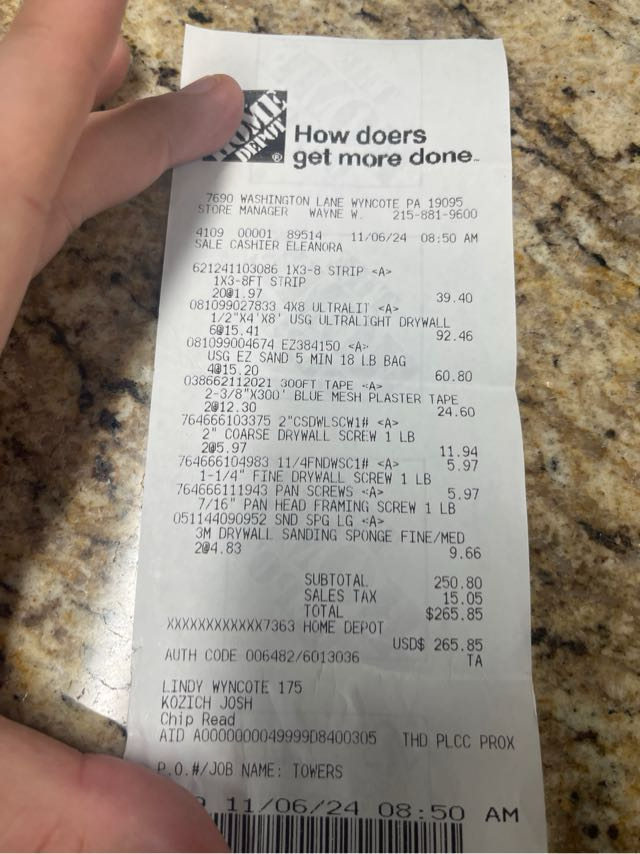 HOME
DEPOT
How doers
get more done
7690 WASHINGTON LANE WYNCOTE PA 19095
STORE MANAGER WAYNE W. 215-881-9600
4109 00001 89514 11/06/24 08:50 AM
SALE CASHIER ELEANORA
621241103086 1X3-8 STRIP <A>
1X3-8FT STRIP
20@1.97 39.40
081099027833 4X8 ULTRALIT <A>
1/2"X4'X8' USG ULTRALIGHT DRYWALL
6@15.41 92.46
081099004674 EZ384150 <A>
USG EZ SAND 5 MIN 18 LB BAG
4@15.20 60.80
038662112021 300FT TAPE <A>
2-3/8"X300' BLUE MESH PLASTER TAPE
2@12.30 24.60
764666103375 2"CSDWLSCW1# <A>
2" COARSE DRYWALL SCREW 1 LB
2@5.97 11.94
764666104983 11/4FNDWSC1# <A> 5.97
1-1/4" FINE DRYWALL SCREW 1 LB
764666111943 PAN SCREWS <A> 5.97
7/16" PAN HEAD FRAMING SCREW 1 LB
051144090952 SND SPG LG <A>
3M DRYWALL SANDING SPONGE FINE/MED
2@4.83 9.66
SUBTOTAL 250.80
SALES TAX 15.05
TOTAL $265.85
XXXXXXXXXXXX7363 HOME DEPOT
USD$ 265.85
AUTH CODE 006482/6013036 TA
LINDY WYNCOTE 175
KOZICH JOSH
Chip Read
AID A0000000049999D8400305 THD PLCC PROX
P.O.#/JOB NAME: TOWERS
11/06/24 08:50 AM